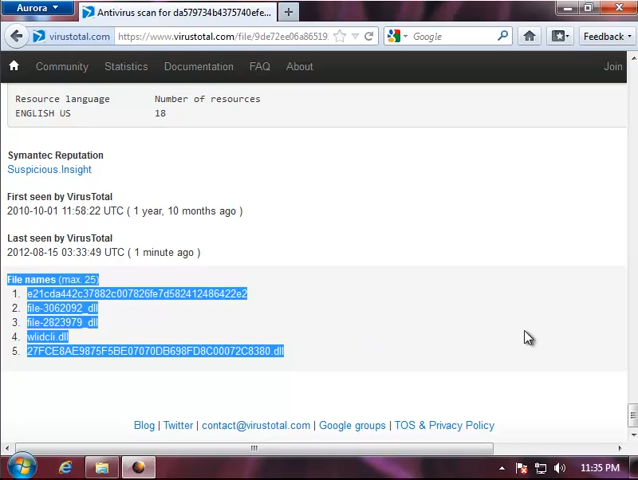 Aurora
Antivirus scan for da579734b4375740efe...
virustotal.com https://www.virustotal.com/file/9de72ee06a86519 Google Feedback
Community Statistics Documentation FAQ About Join
Resource language Number of resources
ENGLISH US 18
Symantec Reputation
Suspicious.Insight
First seen by VirusTotal
2010-10-01 11:58:22 UTC ( 1 year, 10 months ago )
Last seen by VirusTotal
2012-08-15 03:33:49 UTC ( 1 minute ago )
File names (max. 25)
1. e21cda442c37882c007826fe7d582412486422e2
2. file-3062092_dll
3. file-2823979_dll
4. wlidcli.dll
5. 27FCE8AE9875F5BE07070DB698FD8C00072C8380.dll
Blog | Twitter | contact@virustotal.com | Google groups | TOS & Privacy Policy
11:35 PM